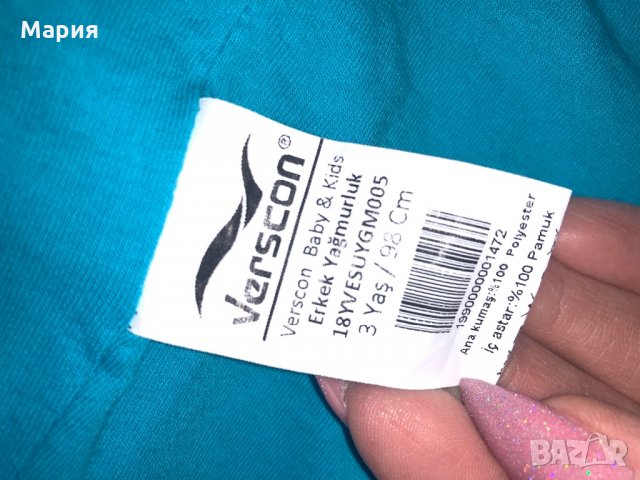 Мария
Verscon ®
Verscon Baby & Kids
Erkek Yağmurluk
18YVESUYGM005
3 Yaş / 98 Cm
1990000001472
Ana kumaş:%100 Polyester
İç astar:%100 Pamuk
BAZAR